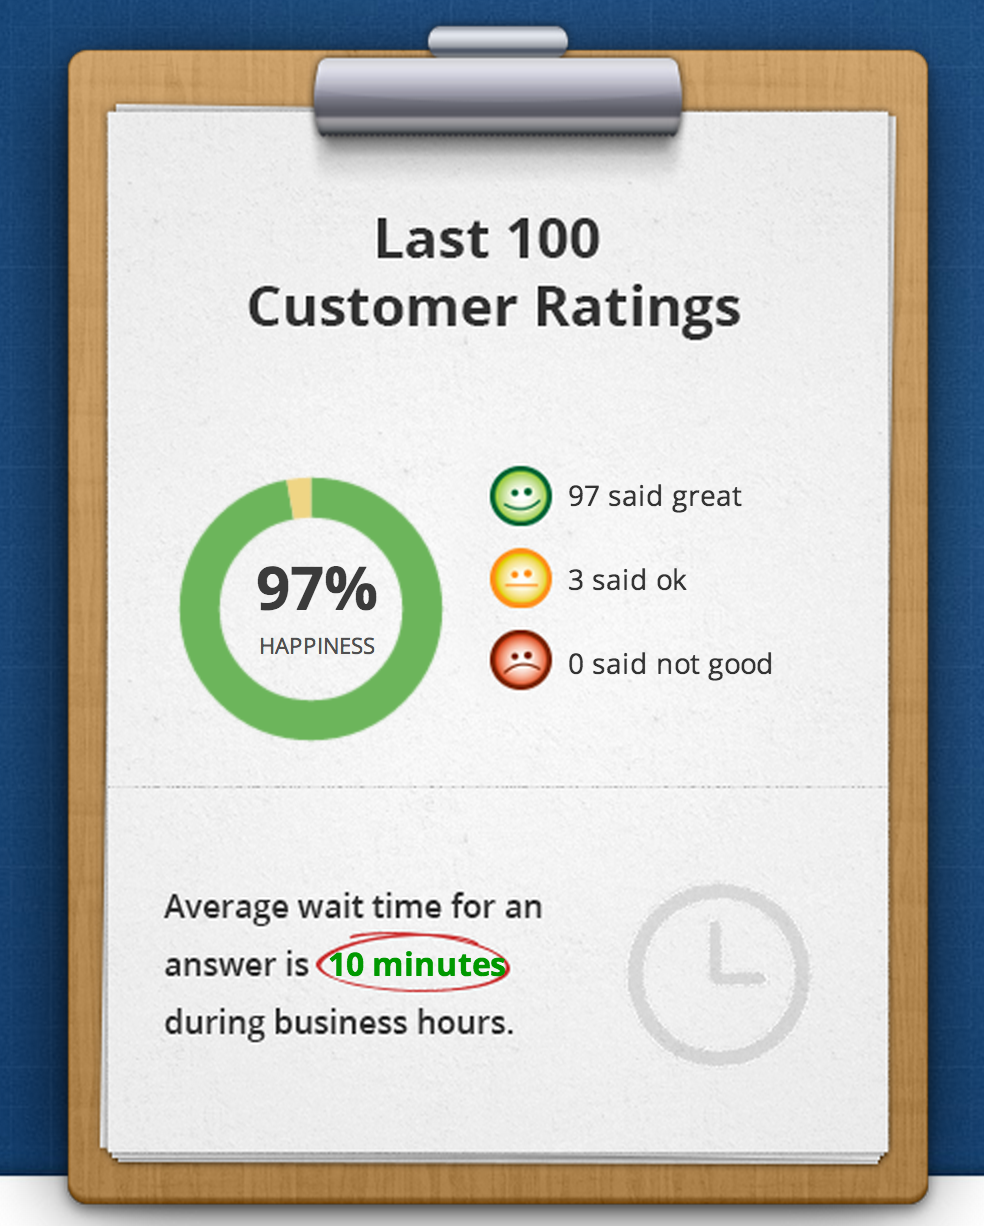 Last 100
Customer Ratings
97%
HAPPINESS
97 said great
3 said ok
0 said not good
Average wait time for an
answer is 10 minutes
during business hours.